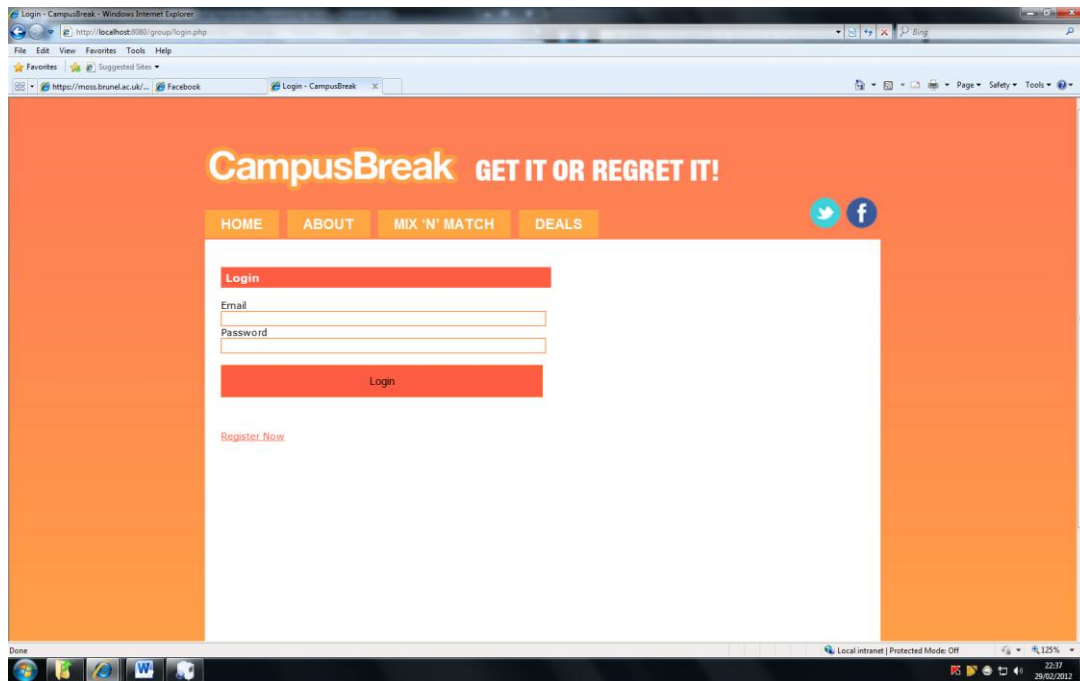 Login - CampusBreak - Windows Internet Explorer
http://localhost:8080/group/login.php
Bing
File Edit View Favorites Tools Help
Favorites Suggested Sites
https://moss.brunel.ac.uk/... Facebook Login - CampusBreak X
Page Safety Tools
CampusBreak GET IT OR REGRET IT!
HOME ABOUT MIX ‘N’ MATCH DEALS
Login
Email
Password
Login
Register Now
Done
Local intranet | Protected Mode: Off
125%
22:37
29/02/2012